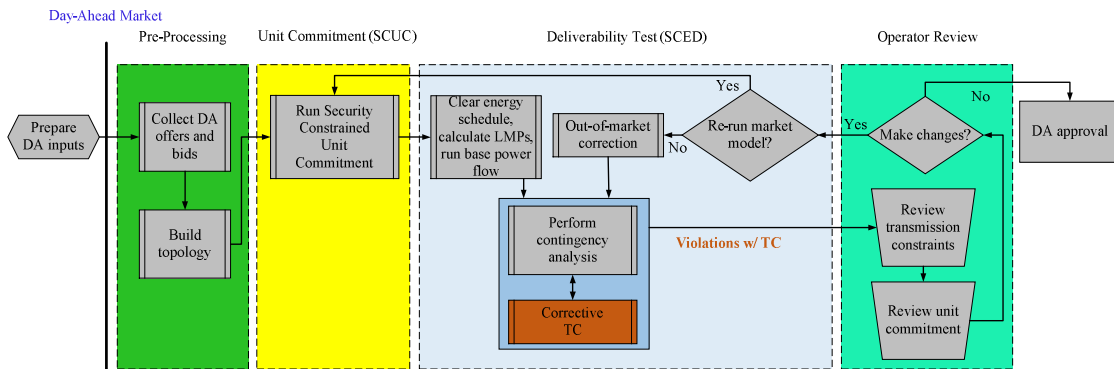 Day-Ahead Market
Pre-Processing
Unit Commitment (SCUC)
Deliverability Test (SCED)
Operator Review
Prepare
DA inputs
Collect DA
offers and
bids
Build
topology
Run Security
Constrained
Unit
Commitment
Clear energy
schedule,
calculate LMPs,
run base power
flow
Out-of-market
correction
Yes
No
Re-run market
model?
Yes
Make changes?
No
DA approval
Perform
contingency
analysis
Corrective
TC
Violations w/ TC
Review
transmission
constraints
Review unit
commitment